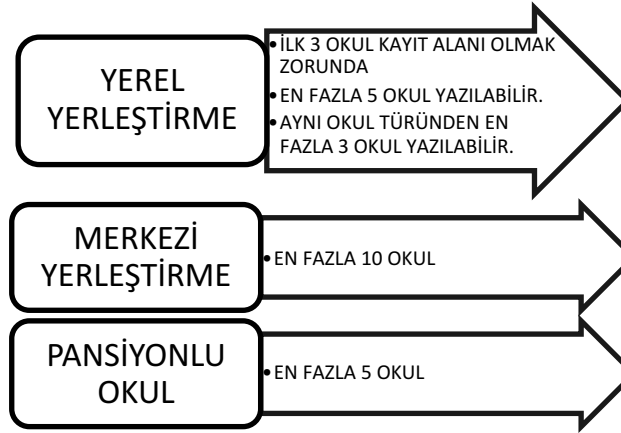 YEREL
YERLEŞTİRME
•İLK 3 OKUL KAYIT ALANI OLMAK
ZORUNDA
•EN FAZLA 5 OKUL YAZILABİLİR.
•AYNI OKUL TÜRÜNDEN EN
FAZLA 3 OKUL YAZILABİLİR.
MERKEZİ
YERLEŞTİRME
•EN FAZLA 10 OKUL
PANSİYONLU
OKUL
•EN FAZLA 5 OKUL